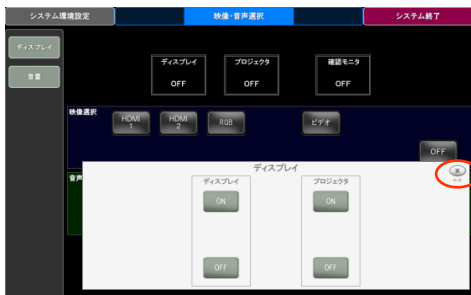 システム環境設定
映像・音声選択
システム終了
ディスプレイ
音量
ディスプレイ
OFF
プロジェクタ
OFF
確認モニタ
OFF
映像選択
HDMI
1
HDMI
2
RGB
ビデオ
OFF
音声
ディスプレイ
ディスプレイ
ON
OFF
プロジェクタ
ON
OFF
X